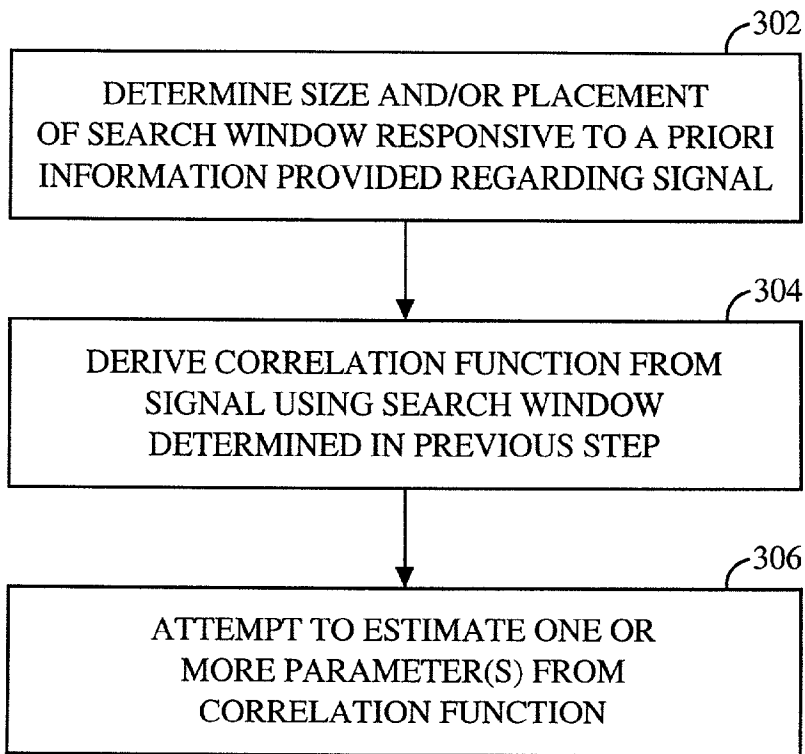 302
DETERMINE SIZE AND/OR PLACEMENT
OF SEARCH WINDOW RESPONSIVE TO A PRIORI
INFORMATION PROVIDED REGARDING SIGNAL
304
DERIVE CORRELATION FUNCTION FROM
SIGNAL USING SEARCH WINDOW
DETERMINED IN PREVIOUS STEP
306
ATTEMPT TO ESTIMATE ONE OR
MORE PARAMETER(S) FROM
CORRELATION FUNCTION